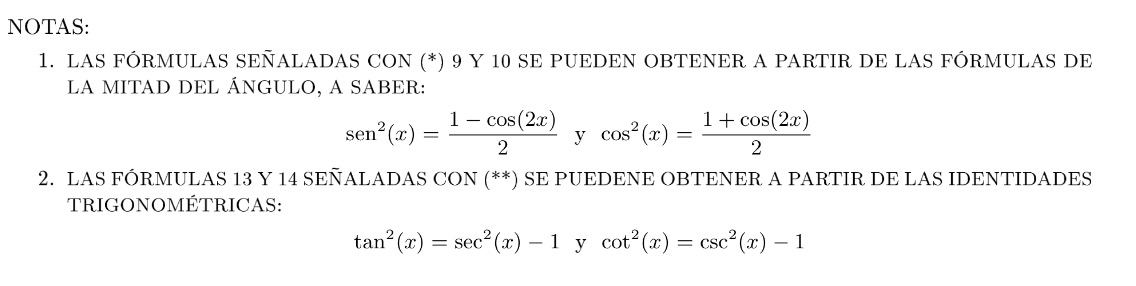 NOTAS:
1. LAS FÓRMULAS SEÑALADAS CON (*) 9 Y 10 SE PUEDEN OBTENER A PARTIR DE LAS FÓRMULAS DE
LA MITAD DEL ÁNGULO, A SABER:
sen²(x) = (1 − cos(2x))/2 y cos²(x) = (1 + cos(2x))/2
2. LAS FÓRMULAS 13 Y 14 SEÑALADAS CON (**) SE PUEDENE OBTENER A PARTIR DE LAS IDENTIDADES
TRIGONOMÉTRICAS:
tan²(x) = sec²(x) − 1 y cot²(x) = csc²(x) − 1